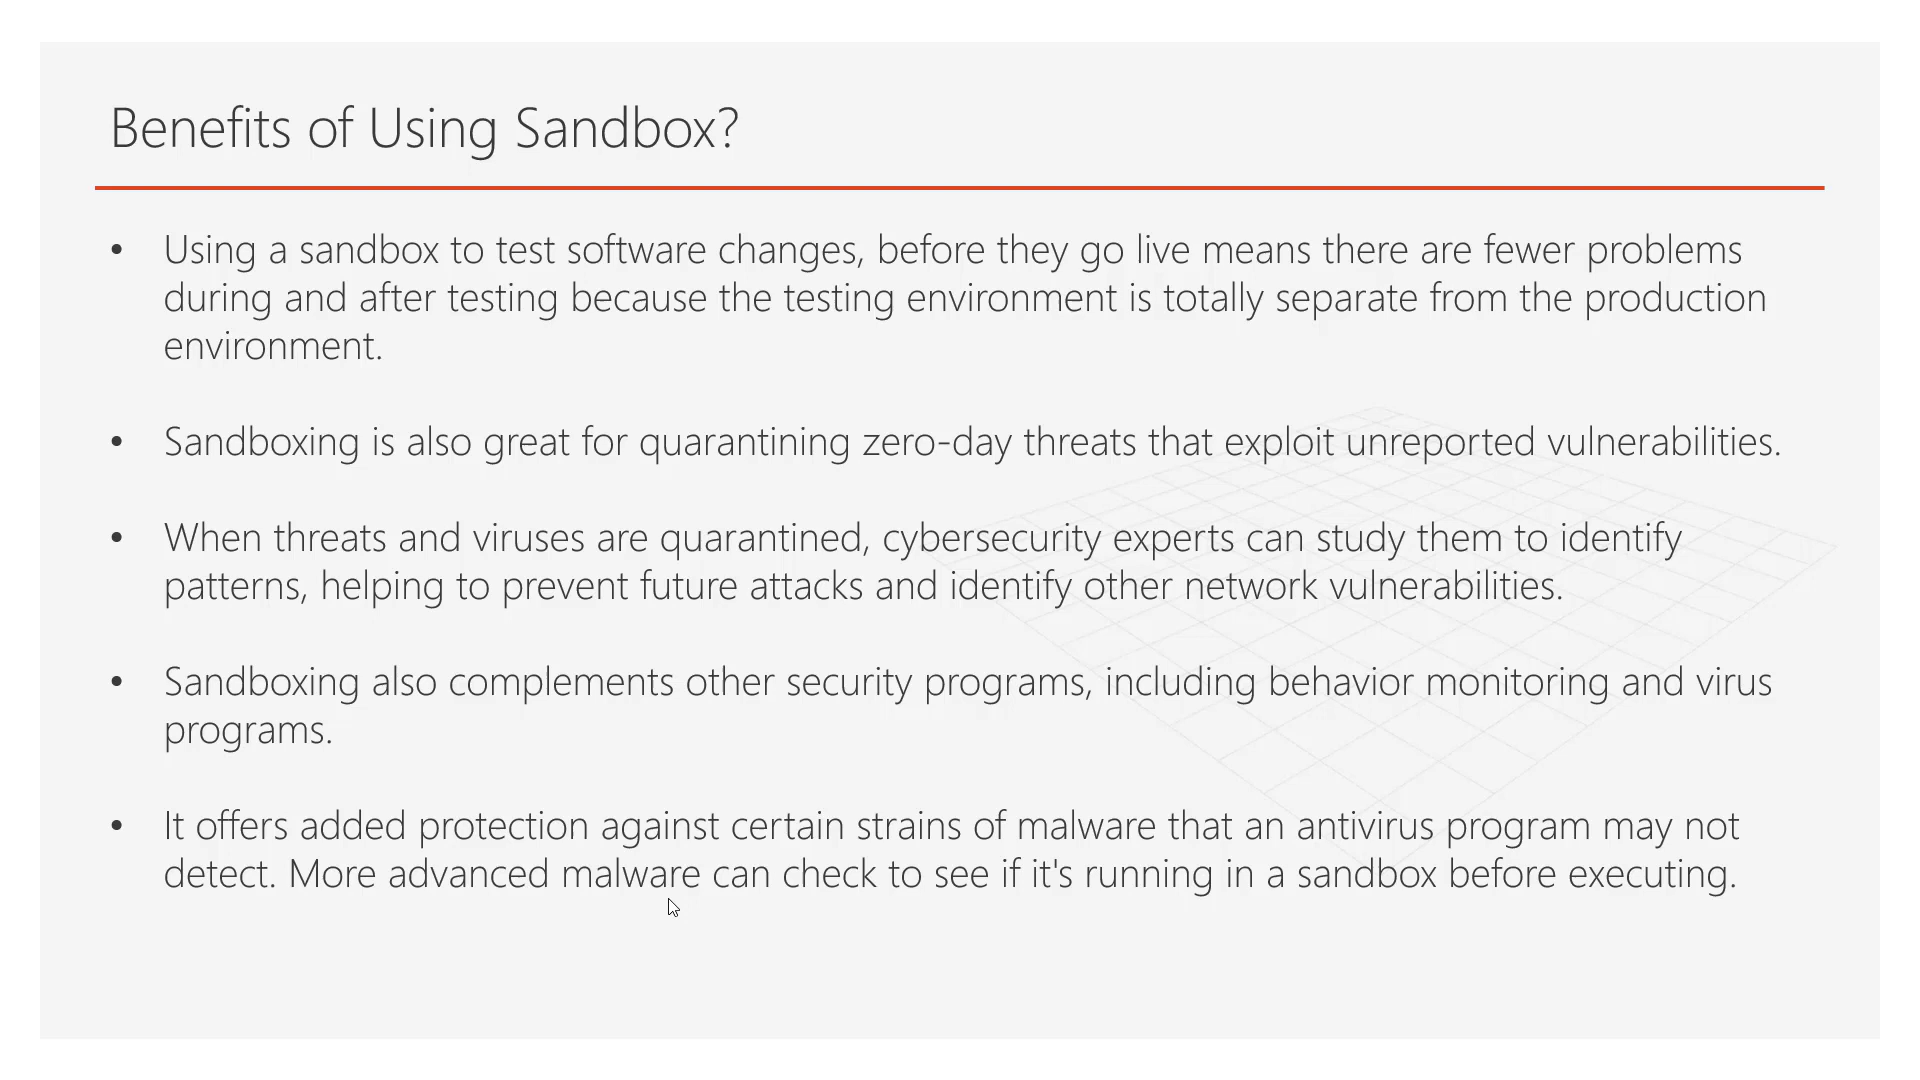 Benefits of Using Sandbox?
• Using a sandbox to test software changes, before they go live means there are fewer problems
during and after testing because the testing environment is totally separate from the production
environment.
• Sandboxing is also great for quarantining zero-day threats that exploit unreported vulnerabilities.
• When threats and viruses are quarantined, cybersecurity experts can study them to identify
patterns, helping to prevent future attacks and identify other network vulnerabilities.
• Sandboxing also complements other security programs, including behavior monitoring and virus
programs.
• It offers added protection against certain strains of malware that an antivirus program may not
detect. More advanced malware can check to see if it's running in a sandbox before executing.